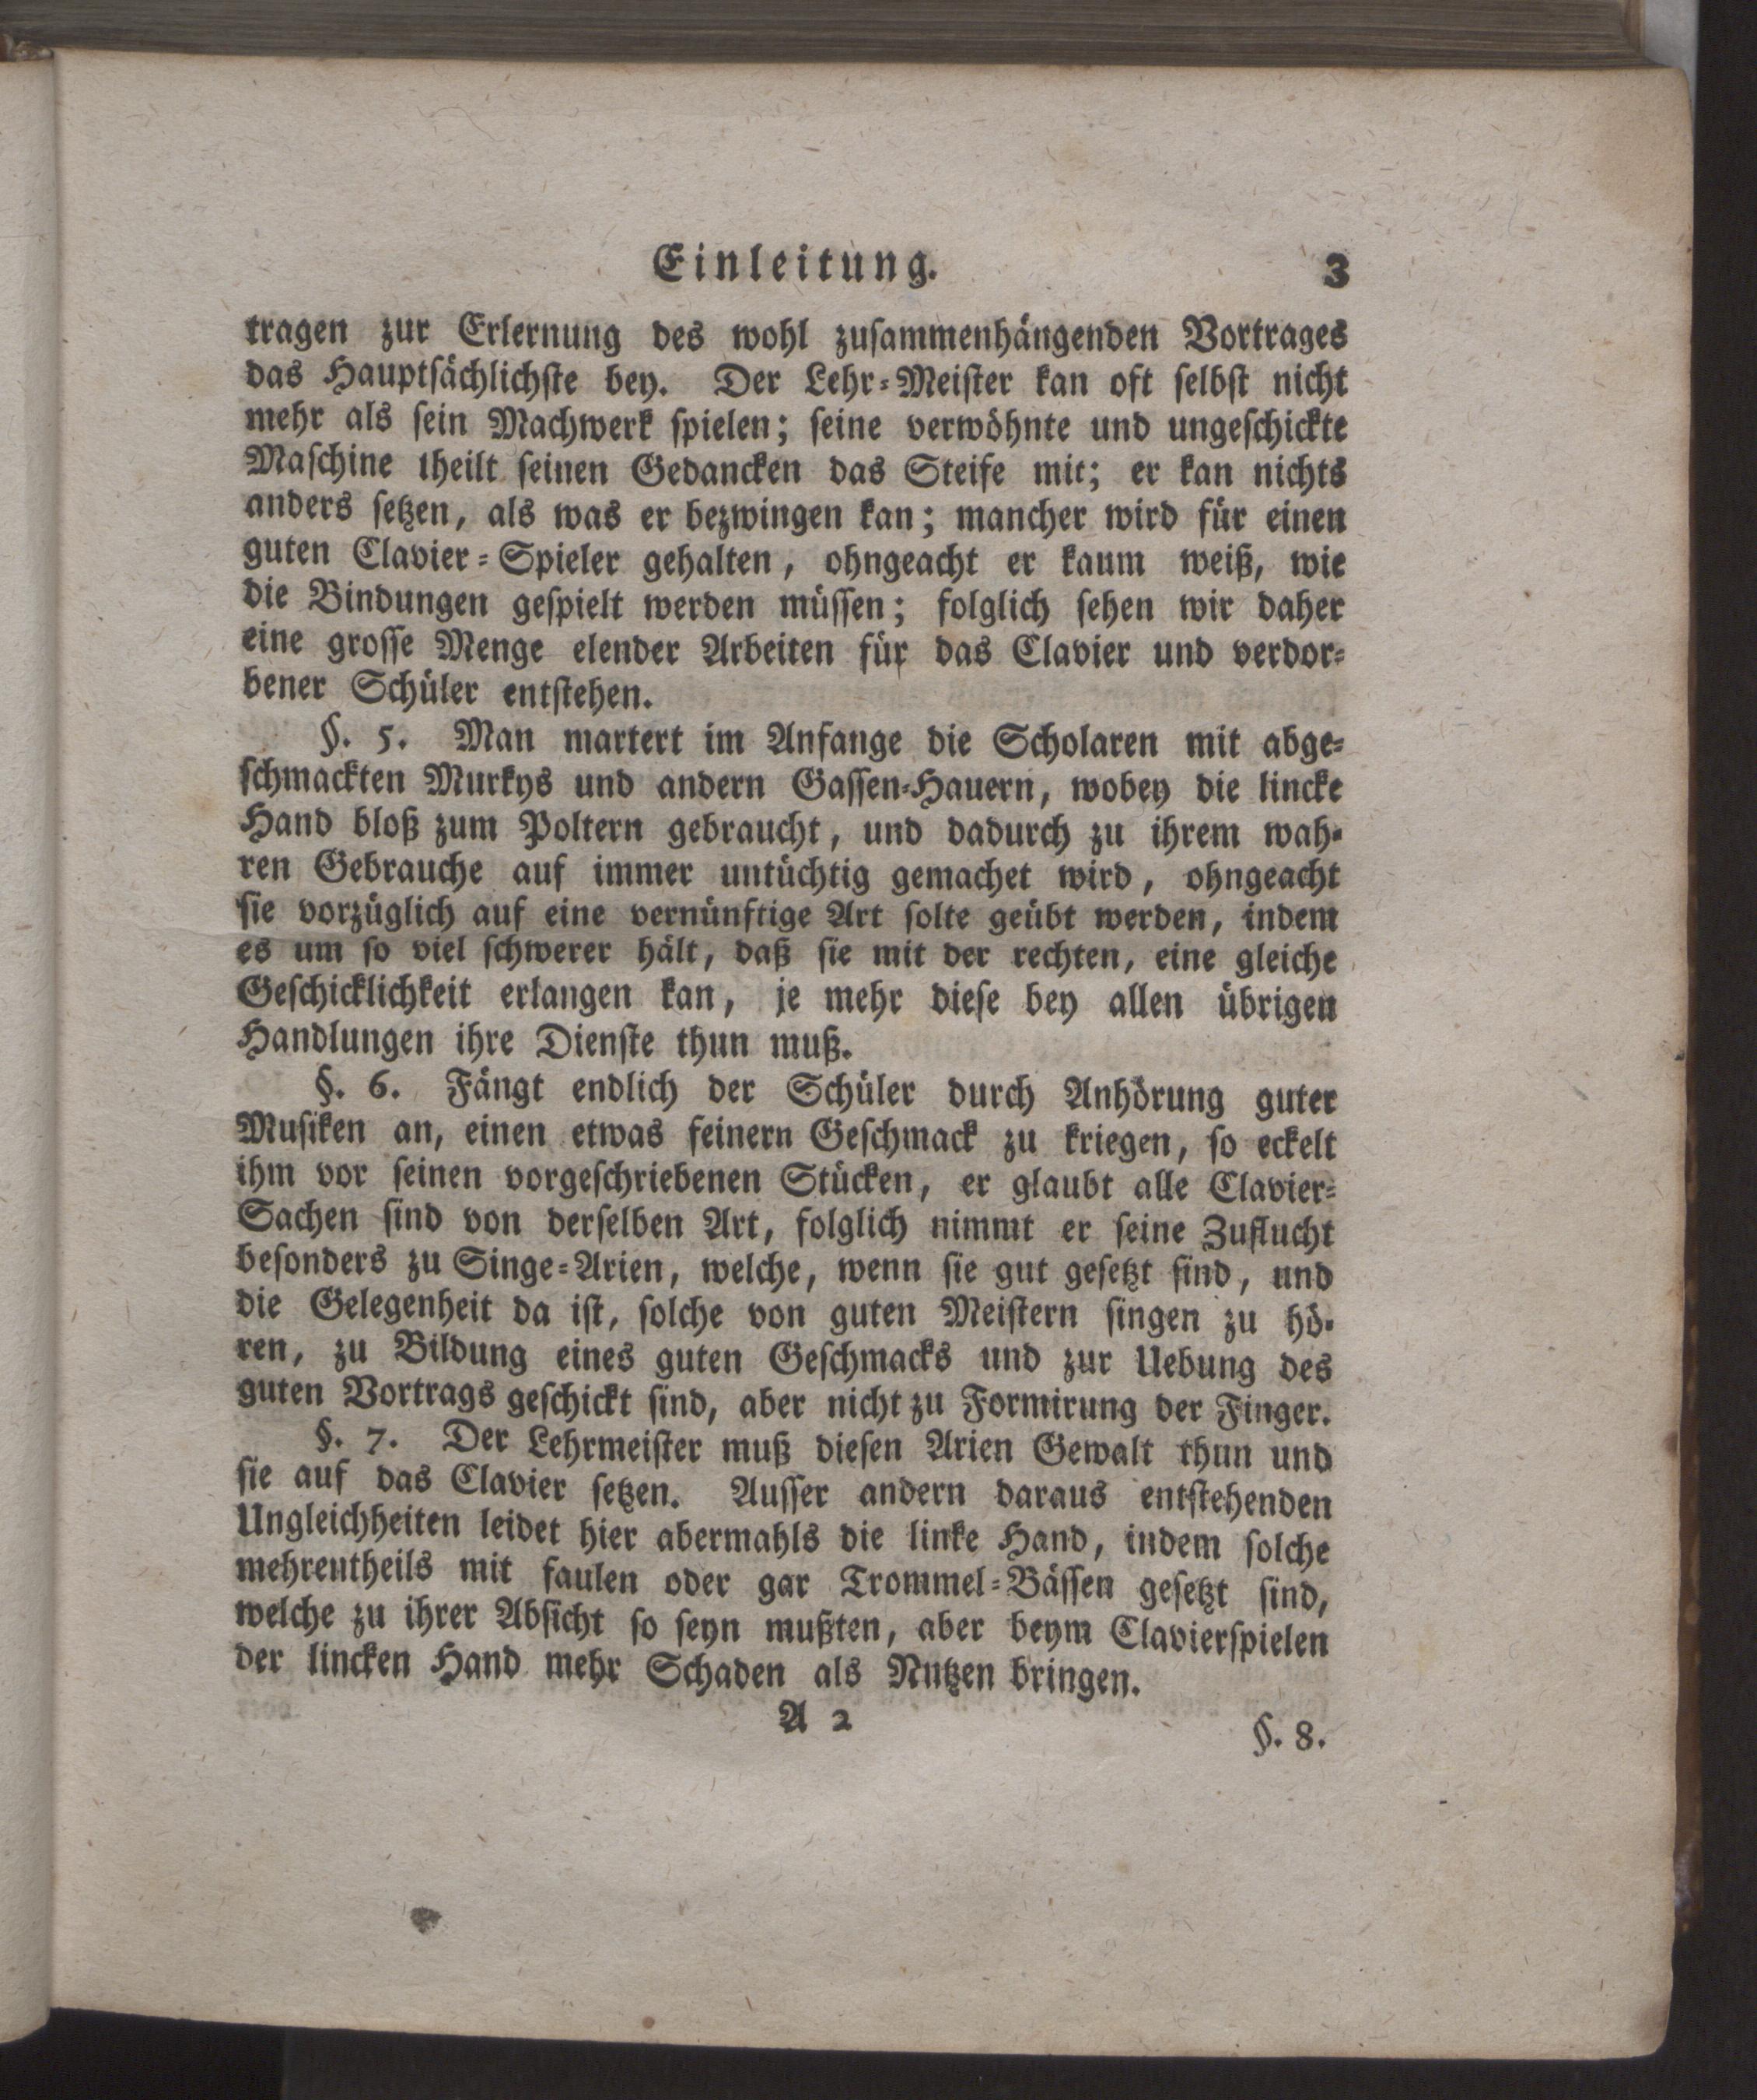 Einleitung. 3
tragen zur Erlernung des wohl zuſammenhängenden Vortrages
das Hauptſächlichſte bey. Der Lehr-Meiſter kan oft ſelbſt nicht
mehr als ſein Machwerk ſpielen; ſeine verwöhnte und ungeſchickte
Maſchine theilt ſeinen Gedancken das Steife mit; er kan nichts
anders ſetzen, als was er bezwingen kan; mancher wird für einen
guten Clavier-Spieler gehalten, ohngeacht er kaum weiß, wie
die Bindungen geſpielt werden müſſen; folglich ſehen wir daher
eine groſſe Menge elender Arbeiten für das Clavier und verdor-
bener Schüler entſtehen.
§. 5. Man martert im Anfange die Scholaren mit abge-
ſchmackten Murkys und andern Gaſſen-Hauern, wobey die lincke
Hand bloß zum Poltern gebraucht, und dadurch zu ihrem wah-
ren Gebrauche auf immer untüchtig gemachet wird, ohngeacht
ſie vorzüglich auf eine vernünftige Art ſolte geübt werden, indem
es um ſo viel ſchwerer hält, daß ſie mit der rechten, eine gleiche
Geſchicklichkeit erlangen kan, je mehr dieſe bey allen übrigen
Handlungen ihre Dienſte thun muß.
§. 6. Fängt endlich der Schüler durch Anhörung guter
Muſiken an, einen etwas feinern Geſchmack zu kriegen, ſo eckelt
ihm vor ſeinen vorgeſchriebenen Stücken, er glaubt alle Clavier-
Sachen ſind von derſelben Art, folglich nimmt er ſeine Zuflucht
beſonders zu Singe-Arien, welche, wenn ſie gut geſetzt ſind, und
die Gelegenheit da iſt, ſolche von guten Meiſtern ſingen zu hö-
ren, zu Bildung eines guten Geſchmacks und zur Uebung des
guten Vortrags geſchickt ſind, aber nicht zu Formirung der Finger.
§. 7. Der Lehrmeiſter muß dieſen Arien Gewalt thun und
ſie auf das Clavier ſetzen. Auſſer andern daraus entſtehenden
Ungleichheiten leidet hier abermahls die linke Hand, indem ſolche
mehrentheils mit faulen oder gar Trommel-Bäſſen geſetzt ſind,
welche zu ihrer Abſicht ſo ſeyn mußten, aber beym Clavierſpielen
der lincken Hand mehr Schaden als Nutzen bringen.
A 2
§. 8.